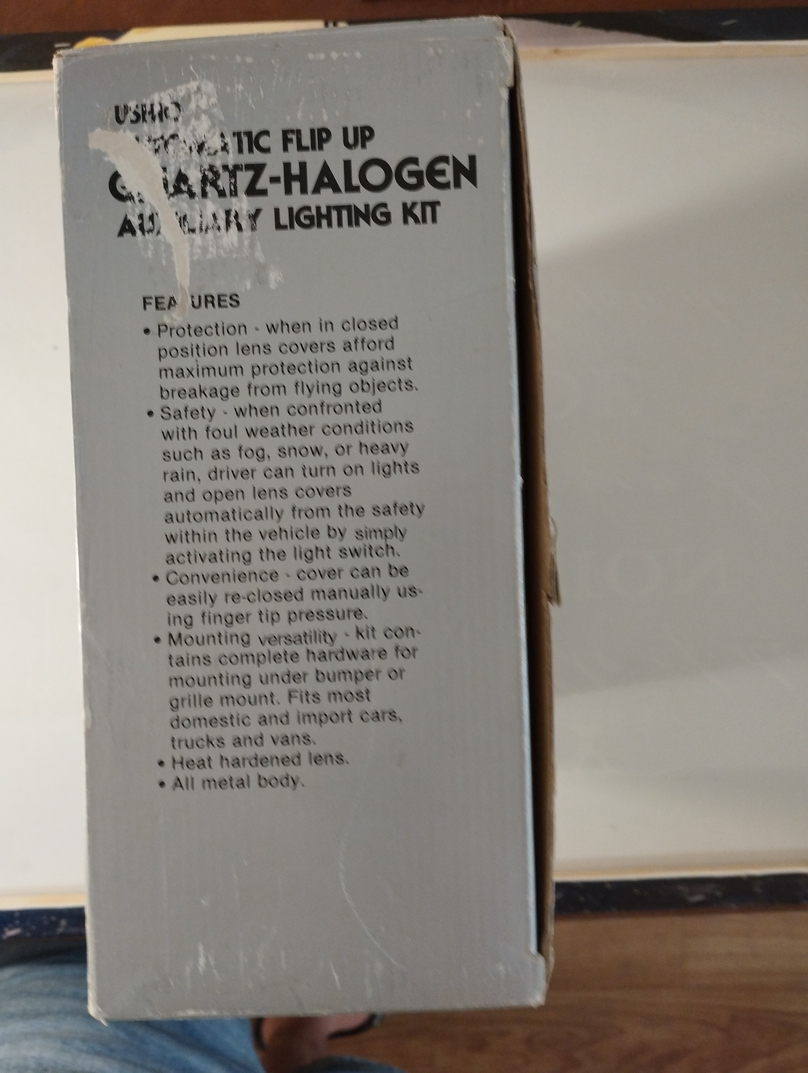 USHIO
AUTOMATIC FLIP UP
QUARTZ-HALOGEN
AUXILIARY LIGHTING KIT
FEATURES
• Protection - when in closed
position lens covers afford
maximum protection against
breakage from flying objects.
• Safety - when confronted
with foul weather conditions
such as fog, snow, or heavy
rain, driver can turn on lights
and open lens covers
automatically from the safety
within the vehicle by simply
activating the light switch.
• Convenience - cover can be
easily re-closed manually us-
ing finger tip pressure.
• Mounting versatility - kit con-
tains complete hardware for
mounting under bumper or
grille mount. Fits most
domestic and import cars,
trucks and vans.
• Heat hardened lens.
• All metal body.